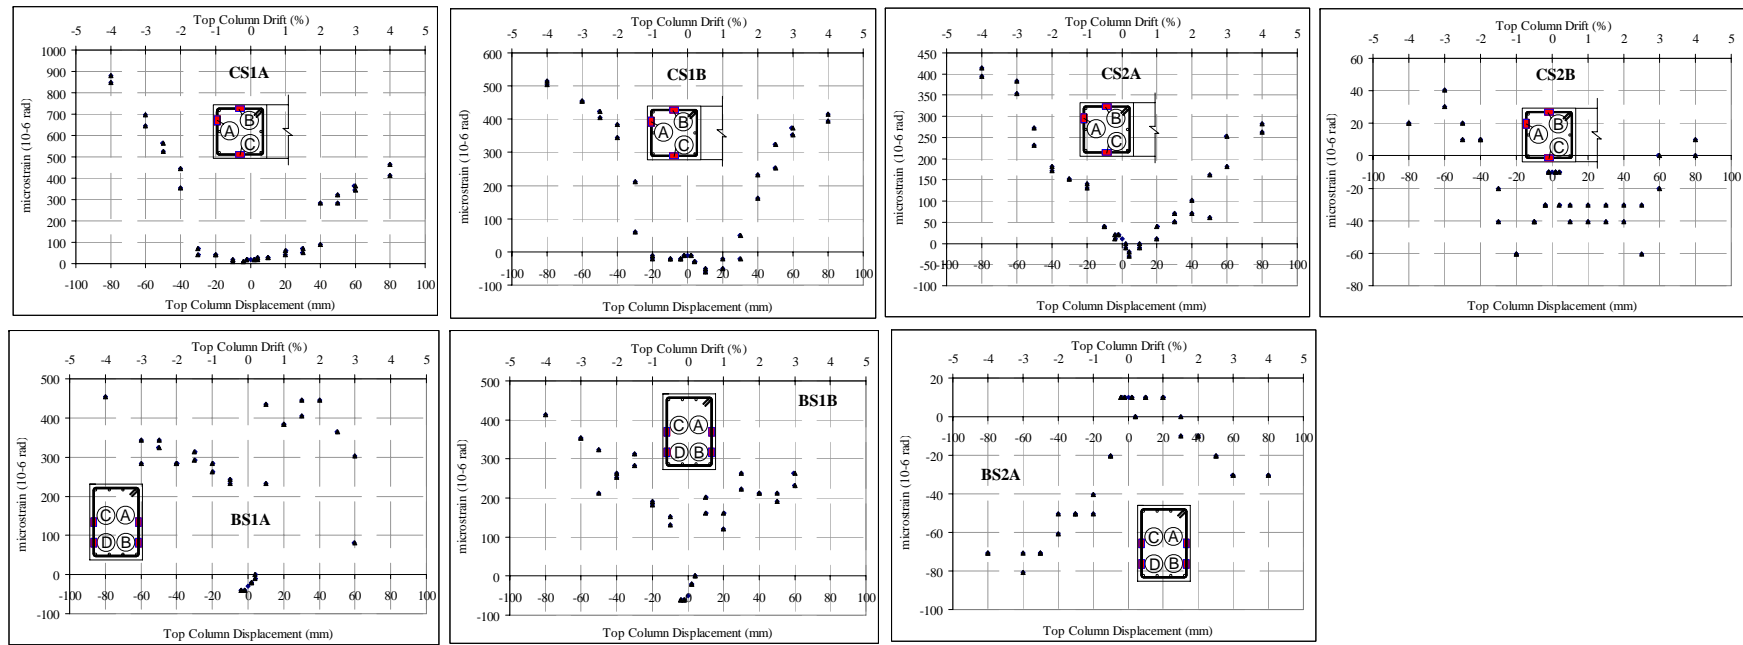 Top Column Drift (%)
-5 -4 -3 -2 -1 0 1 2 3 4 5
1000
900
800
700
600
500
400
300
200
100
0
microstrain (10-6 rad)
CS1A
A
B
C
-100 -80 -60 -40 -20 0 20 40 60 80 100
Top Column Displacement (mm)
Top Column Drift (%)
-5 -4 -3 -2 -1 0 1 2 3 4 5
600
500
400
300
200
100
0
-100
microstrain (10-6 rad)
CS1B
A
B
C
-100 -80 -60 -40 -20 0 20 40 60 80 100
Top Column Displacement (mm)
Top Column Drift (%)
-5 -4 -3 -2 -1 0 1 2 3 4 5
450
400
350
300
250
200
150
100
50
0
-50
-100
microstrain (10-6 rad)
CS2A
A
B
C
-100 -80 -60 -40 -20 0 20 40 60 80 100
Top Column Displacement (mm)
Top Column Drift (%)
-5 -4 -3 -2 -1 0 1 2 3 4 5
60
40
20
0
-20
-40
-60
-80
microstrain (10-6 rad)
CS2B
A
B
C
-100 -80 -60 -40 -20 0 20 40 60 80 100
Top Column Displacement (mm)
Top Column Drift (%)
-5 -4 -3 -2 -1 0 1 2 3 4 5
500
400
300
200
100
0
-100
microstrain (10-6 rad)
C A
D B
BS1A
-100 -80 -60 -40 -20 0 20 40 60 80 100
Top Column Displacement (mm)
Top Column Drift (%)
-5 -4 -3 -2 -1 0 1 2 3 4 5
500
400
300
200
100
0
-100
microstrain (10-6 rad)
BS1B
C A
D B
-100 -80 -60 -40 -20 0 20 40 60 80 100
Top Column Displacement (mm)
Top Column Drift (%)
-5 -4 -3 -2 -1 0 1 2 3 4 5
20
0
-20
-40
-60
-80
-100
microstrain (10-6 rad)
-100 -80 -60 -40 -20 0 20 40 60 80 100
BS2A
C A
D B
Top Column Displacement (mm)